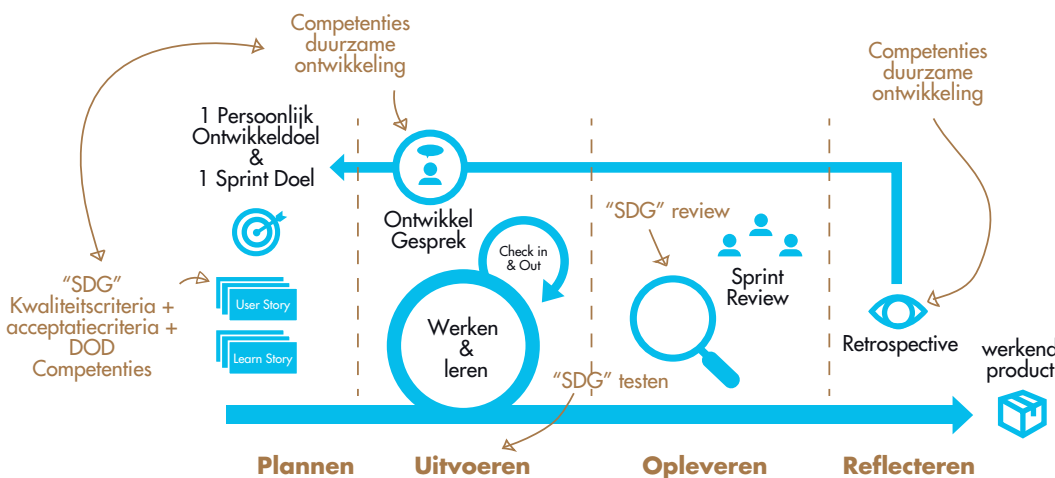 Competenties
duurzame
ontwikkeling
Competenties
duurzame
ontwikkeling
1 Persoonlijk
Ontwikkeldoel
&
1 Sprint Doel
Ontwikkel
Gesprek
"SDG" review
Check in
& Out
Sprint
Review
"SDG"
Kwaliteitscriteria +
acceptatiecriteria +
DOD
Competenties
User Story
Learn Story
Werken
&
leren
"SDG" testen
Retrospective
werkend
product
Plannen
Uitvoeren
Opleveren
Reflecteren